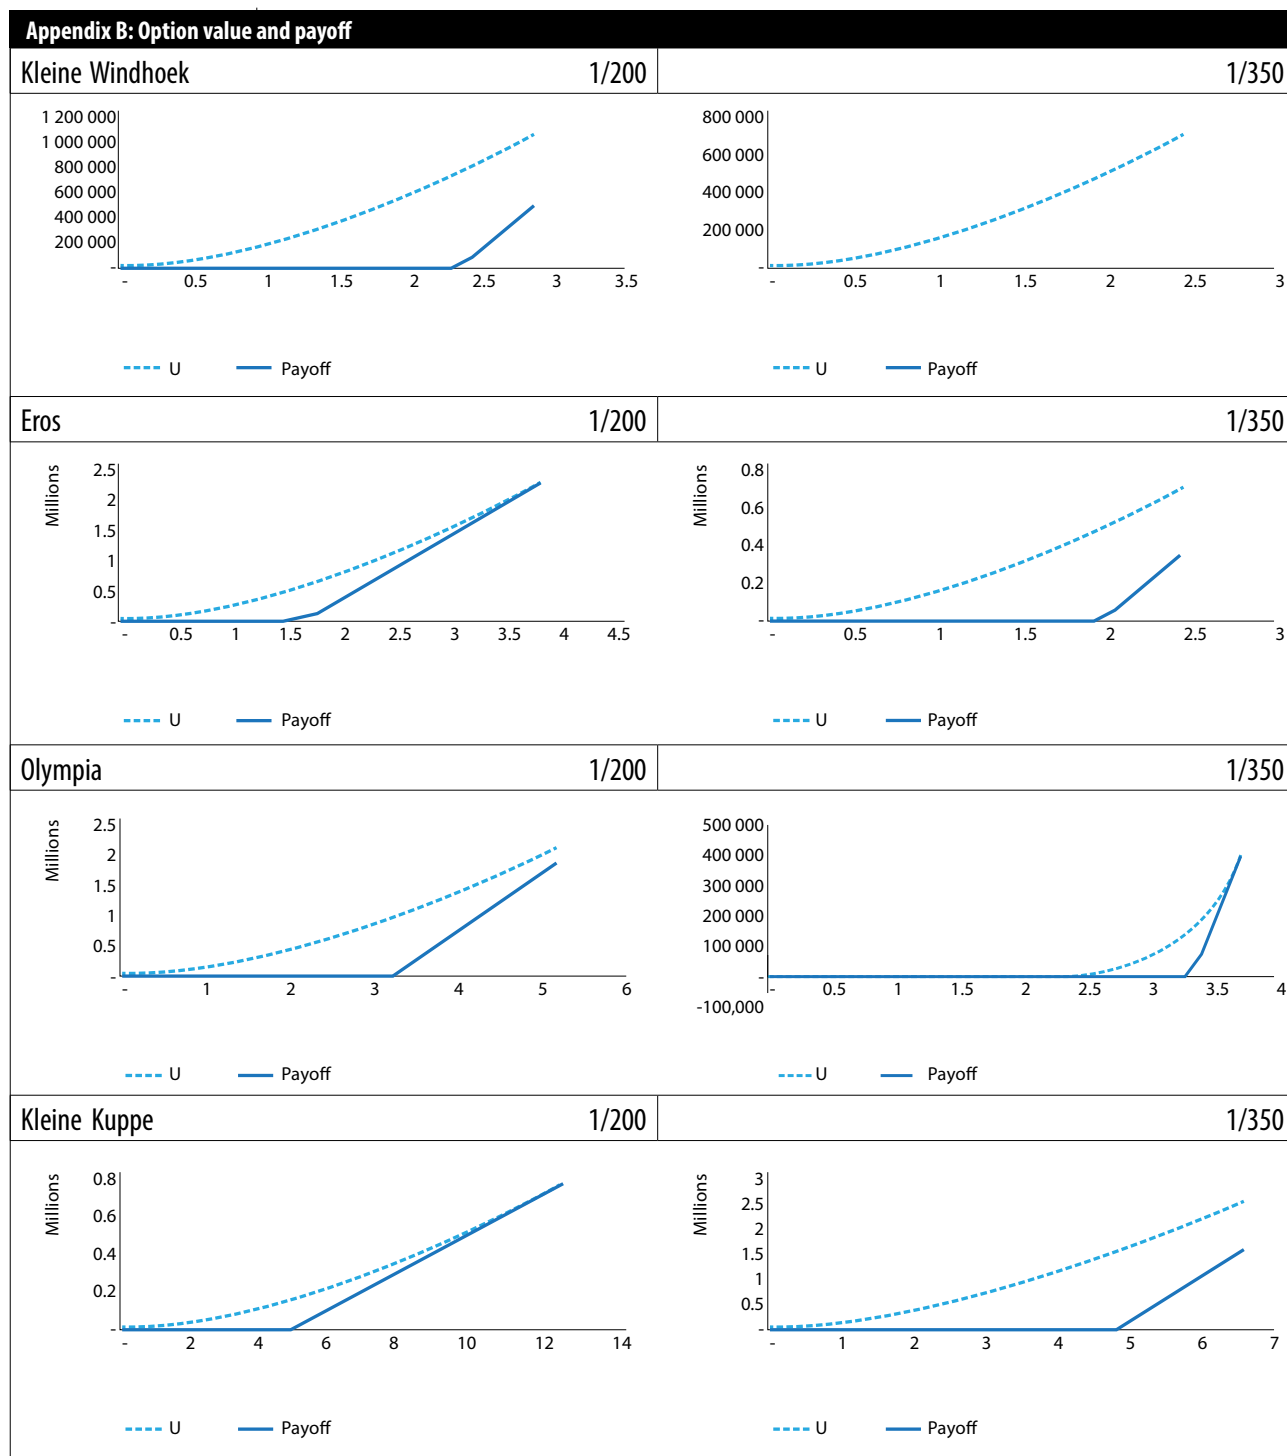 Appendix B: Option value and payoff
Kleine Windhoek 1/200 1/350
1 200 000
1 000 000
800 000
600 000
400 000
200 000
-
- 0.5 1 1.5 2 2.5 3 3.5
U Payoff
800 000
600 000
400 000
200 000
-
- 0.5 1 1.5 2 2.5 3
U Payoff
Eros 1/200 1/350
Millions
2.5
2
1.5
1
0.5
-
- 0.5 1 1.5 2 2.5 3 3.5 4 4.5
U Payoff
Millions
0.8
0.6
0.4
0.2
-
- 0.5 1 1.5 2 2.5 3
U Payoff
Olympia 1/200 1/350
Millions
2.5
2
1.5
1
0.5
-
- 1 2 3 4 5 6
U Payoff
500 000
400 000
300 000
200 000
100 000
-
-100,000
- 0.5 1 1.5 2 2.5 3 3.5 4
U Payoff
Kleine Kuppe 1/200 1/350
Millions
0.8
0.6
0.4
0.2
-
- 2 4 6 8 10 12 14
U Payoff
Millions
3
2.5
2
1.5
1
0.5
-
- 1 2 3 4 5 6 7
U Payoff